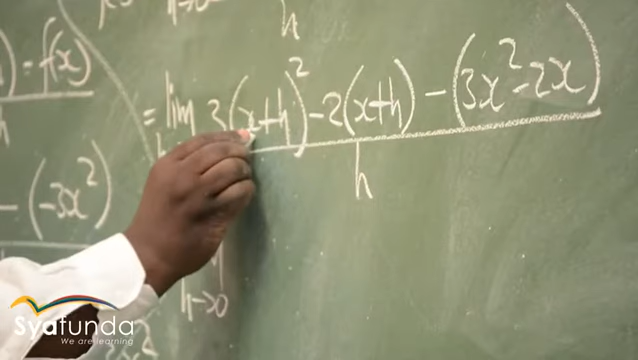 h
) = f(x)
h
= lim 3(x+h)² - 2(x+h) - (3x² - 2x)
h
- (-3x²)
h→0
Syafunda
We are learning